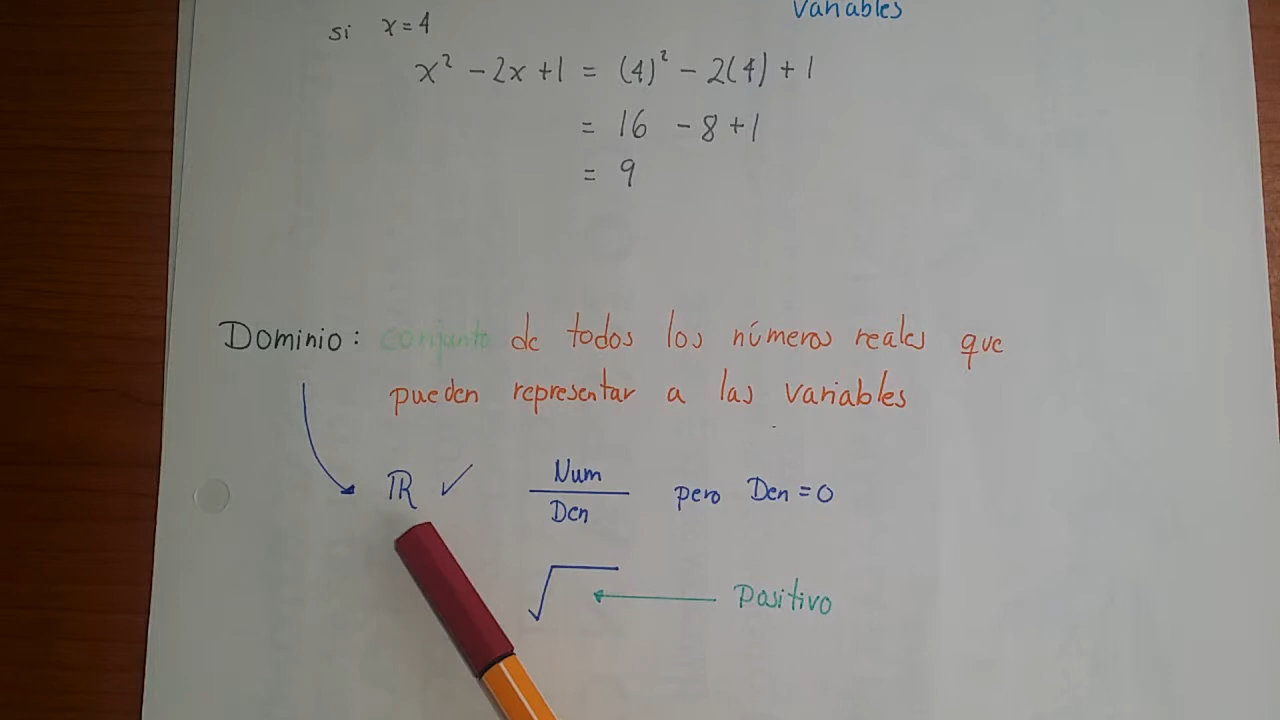 variables
si x=4
x² - 2x +1 = (4)² - 2(4) + 1
= 16 - 8 + 1
= 9
Dominio: conjunto de todos los números reales que
pueden representar a las variables
ℝ ✓ Num/Den pero Den = 0
√ ← Positivo